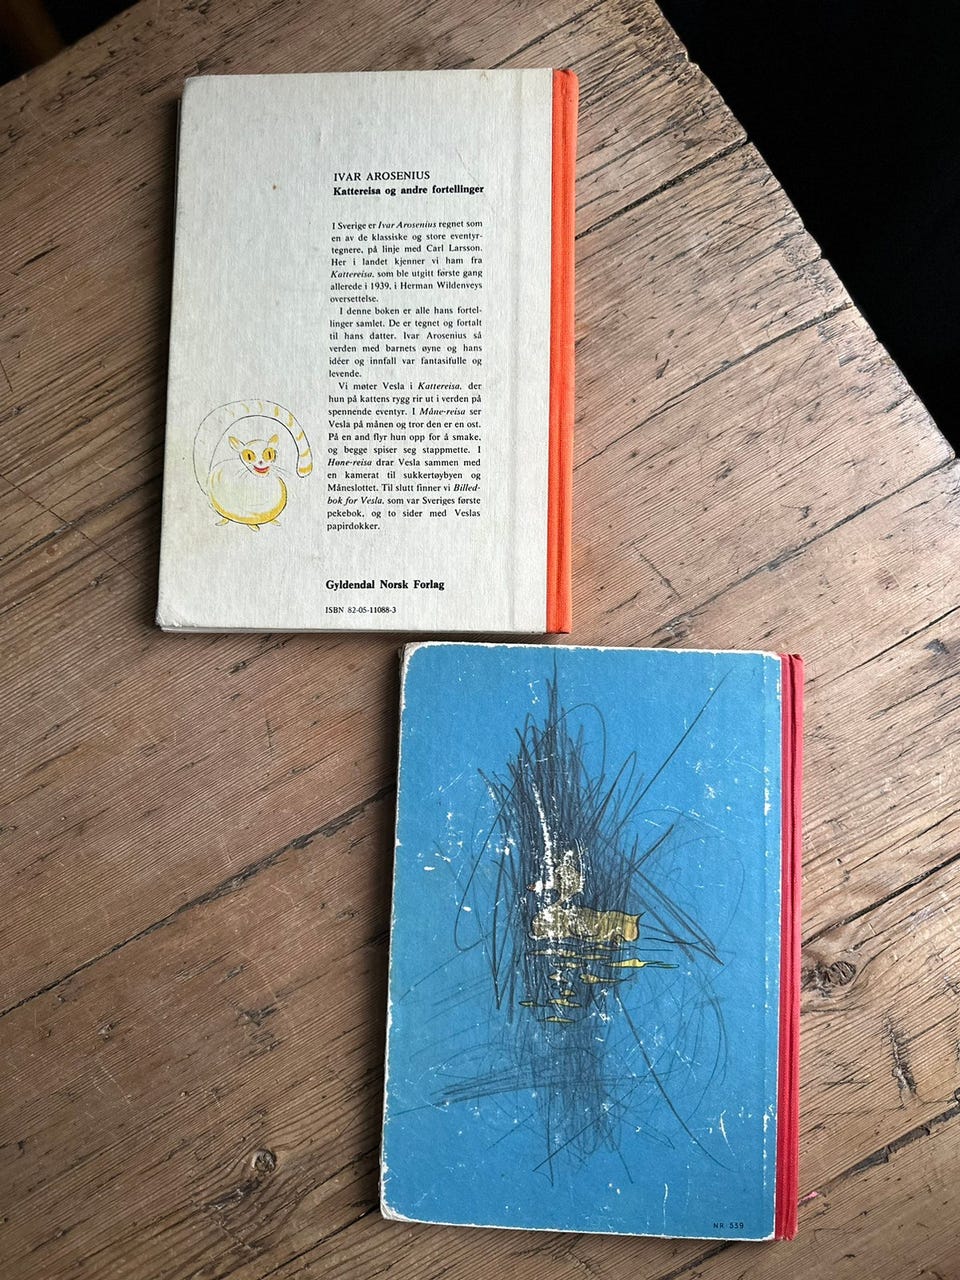 IVAR AROSENIUS
Kattereisa og andre fortellinger
I Sverige er Ivar Arosenius regnet som
en av de klassiske og store eventyr-
tegnere, på linje med Carl Larsson.
Her i landet kjenner vi ham fra
Kattereisa, som ble utgitt første gang
allerede i 1939, i Herman Wildenveys
oversettelse.
I denne boken er alle hans fortel-
linger samlet. De er tegnet og fortalt
til hans datter. Ivar Arosenius så
verden med barnets øyne og hans
idéer og innfall var fantasifulle og
levende.
Vi møter Vesla i Kattereisa, der
hun på kattens rygg rir ut i verden på
spennende eventyr. I Måne-reisa ser
Vesla på månen og tror den er en ost.
På en and flyr hun opp for å smake,
og begge spiser seg stappmette. I
Høne-reisa drar Vesla sammen med
en kamerat til sukkertøybyen og
Måneslottet. Til slutt finner vi Billed-
bok for Vesla, som var Sveriges første
pekebok, og to sider med Veslas
papirdokker.
Gyldendal Norsk Forlag
ISBN 82-05-11088-3
NR 539